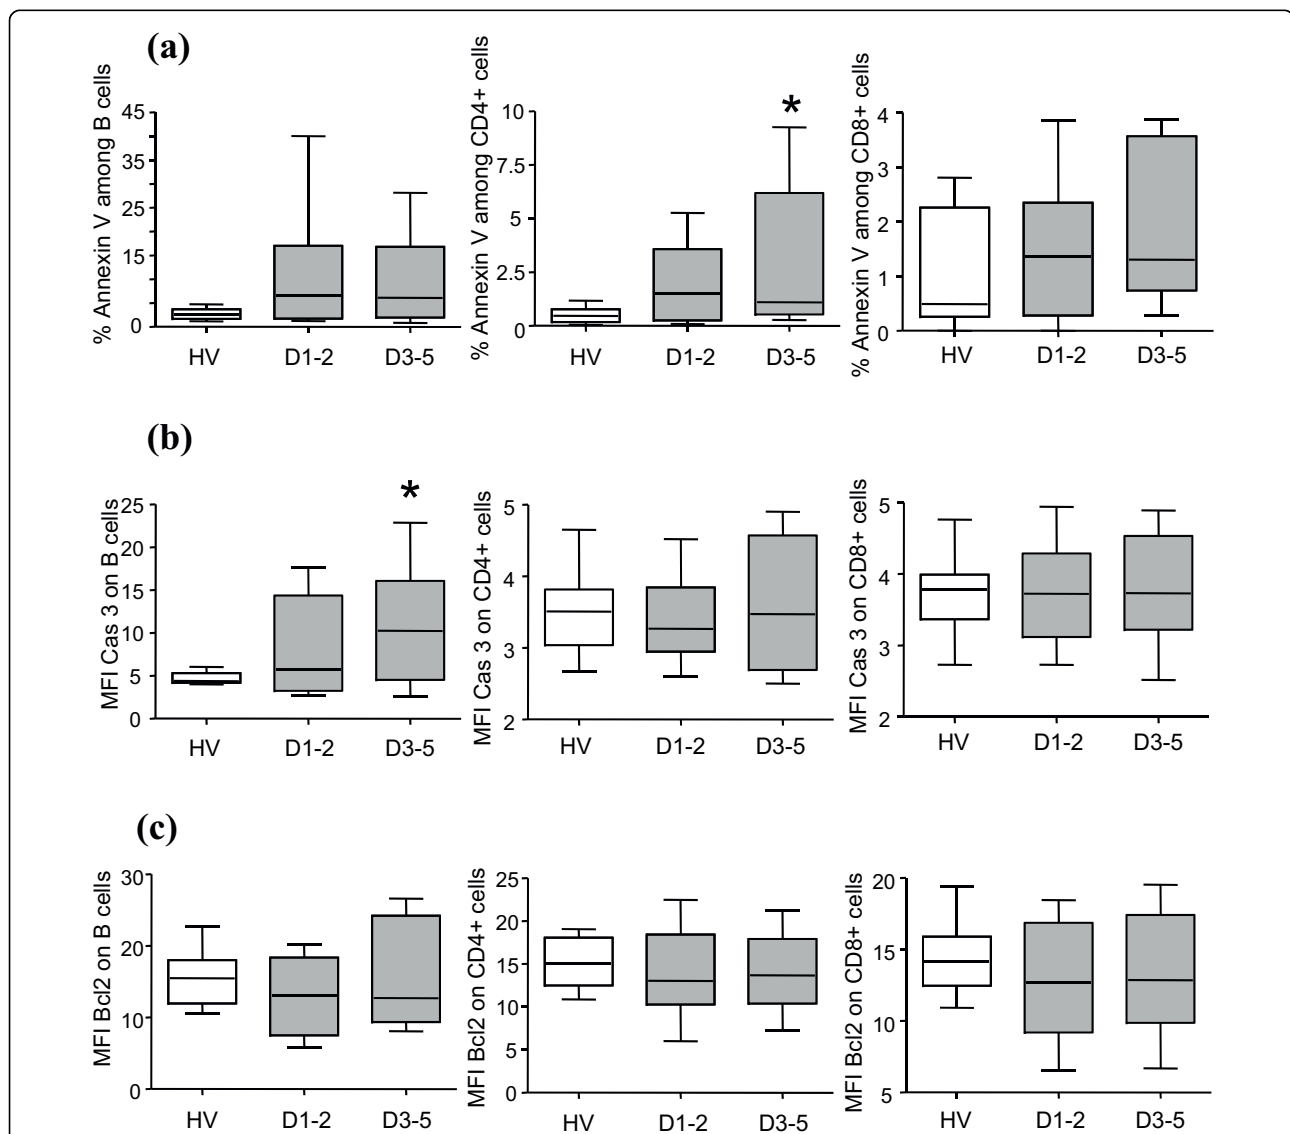 (a)
% Annexin V among B cells
45
35
25
15
5
0
HV D1-2 D3-5
% Annexin V among CD4+ cells
10
7.5
5
2.5
0
*
HV D1-2 D3-5
% Annexin V among CD8+ cells
4
3
2
1
0
HV D1-2 D3-5
(b)
MFI Cas 3 on B cells
25
20
15
10
5
0
*
HV D1-2 D3-5
MFI Cas 3 on CD4+ cells
5
4
3
2
HV D1-2 D3-5
MFI Cas 3 on CD8+ cells
5
4
3
2
HV D1-2 D3-5
(c)
MFI Bcl2 on B cells
30
20
10
0
HV D1-2 D3-5
MFI Bcl2 on CD4+ cells
25
20
15
10
5
0
HV D1-2 D3-5
MFI Bcl2 on CD8+ cells
20
15
10
5
HV D1-2 D3-5